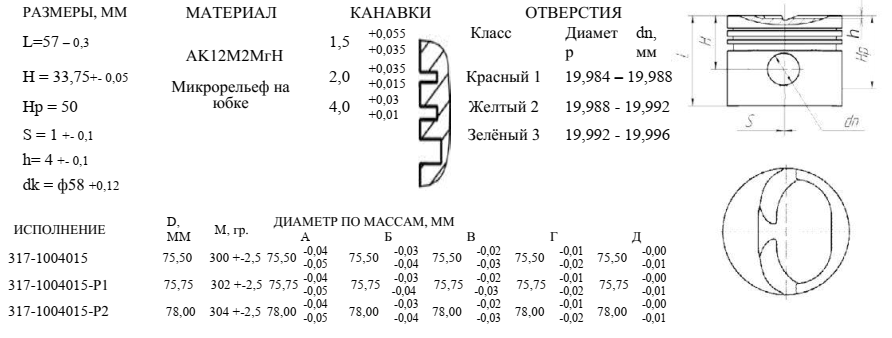 РАЗМЕРЫ, ММ МАТЕРИАЛ КАНАВКИ ОТВЕРСТИЯ
L=57 – 0,3
H = 33,75+- 0,05
Hp = 50
S = 1 +- 0,1
h= 4 +- 0,1
dk = ф58 +0,12
АК12М2МгН
Микрорельеф на
юбке
1,5 +0,055 +0,035
2,0 +0,035 +0,015
4,0 +0,03 +0,01
Класс Диамет dn,
р мм
Красный 1 19,984 – 19,988
Желтый 2 19,988 - 19,992
Зелёный 3 19,992 - 19,996
L
H
h
Hp
S
dn
ИСПОЛНЕНИЕ D, ММ М, гр. ДИАМЕТР ПО МАССАМ, ММ
А Б В Г Д
317-1004015 75,50 300 +-2,5 75,50 -0,04 -0,05 75,50 -0,03 -0,04 75,50 -0,02 -0,03 75,50 -0,01 -0,02 75,50 -0,00 -0,01
317-1004015-Р1 75,75 302 +-2,5 75,75 -0,04 -0,05 75,75 -0,03 -0,04 75,75 -0,02 -0,03 75,75 -0,01 -0,02 75,75 -0,00 -0,01
317-1004015-Р2 78,00 304 +-2,5 78,00 -0,04 -0,05 78,00 -0,03 -0,04 78,00 -0,02 -0,03 78,00 -0,01 -0,02 78,00 -0,00 -0,01